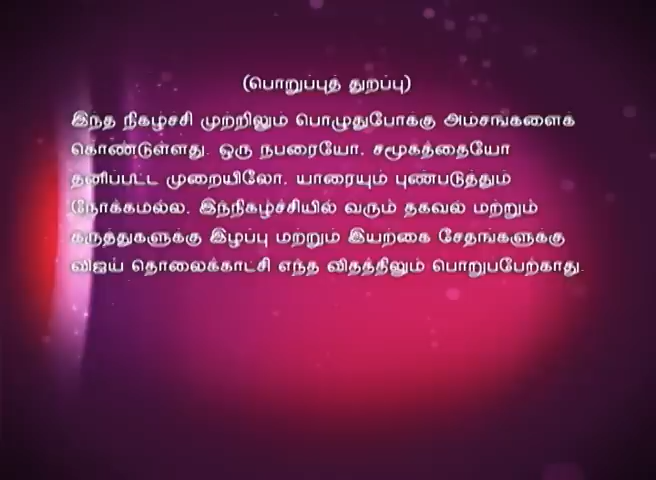 (பொறுப்புத் துறப்பு)
இந்த நிகழ்ச்சி முற்றிலும் பொழுதுபோக்கு அம்சங்களைக்
கொண்டுள்ளது. ஒரு நபரையோ, சமூகத்தையோ
தனிப்பட்ட முறையிலோ, யாரையும் புண்படுத்தும்
நோக்கமல்ல. இந்நிகழ்ச்சியில் வரும் தகவல் மற்றும்
கருத்துகளுக்கு இழப்பு மற்றும் இயற்கை சேதங்களுக்கு
விஜய் தொலைக்காட்சி எந்த விதத்திலும் பொறுப்பேற்காது.